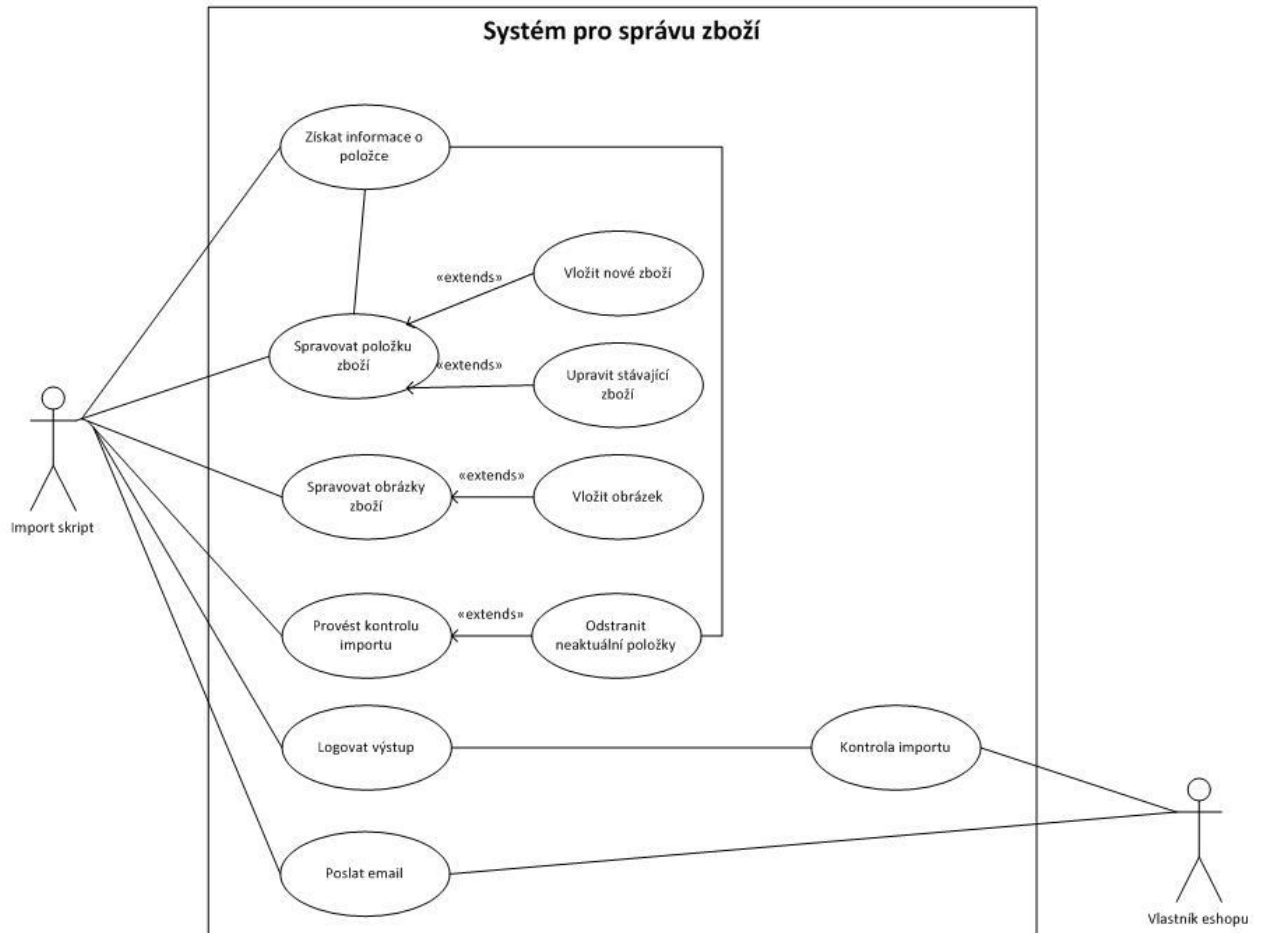 Systém pro správu zboží
Získat informace o
položce
«extends»
Vložit nové zboží
Spravovat položku
zboží
«extends»
Upravit stávající
zboží
Import skript
Spravovat obrázky
zboží
«extends»
Vložit obrázek
Provést kontrolu
importu
«extends»
Odstranit
neaktuální položky
Logovat výstup
Kontrola importu
Poslat email
Vlastník eshopu